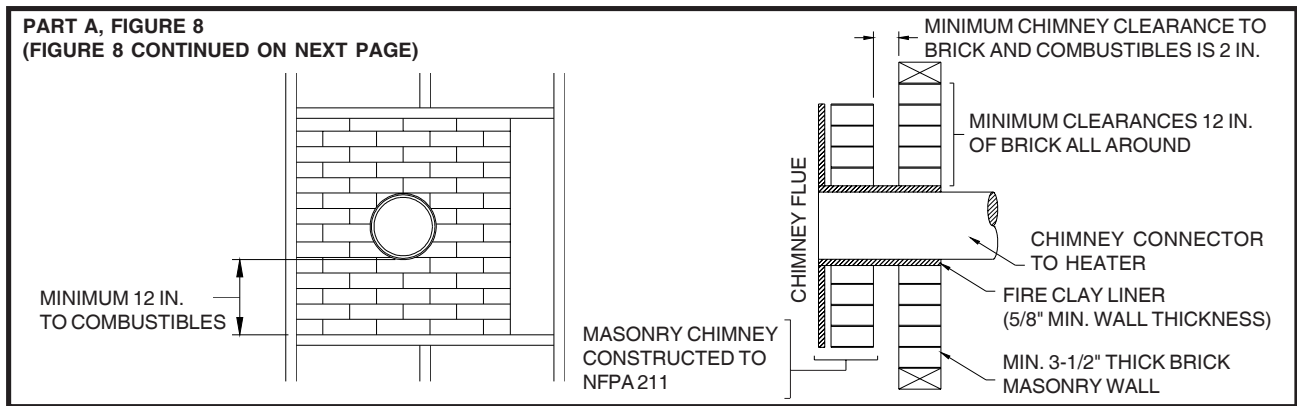 PART A, FIGURE 8
(FIGURE 8 CONTINUED ON NEXT PAGE)
MINIMUM CHIMNEY CLEARANCE TO
BRICK AND COMBUSTIBLES IS 2 IN.
MINIMUM CLEARANCES 12 IN.
OF BRICK ALL AROUND
CHIMNEY FLUE
CHIMNEY CONNECTOR
TO HEATER
MINIMUM 12 IN.
TO COMBUSTIBLES
FIRE CLAY LINER
(5/8" MIN. WALL THICKNESS)
MASONRY CHIMNEY
CONSTRUCTED TO
NFPA 211
MIN. 3-1/2" THICK BRICK
MASONRY WALL